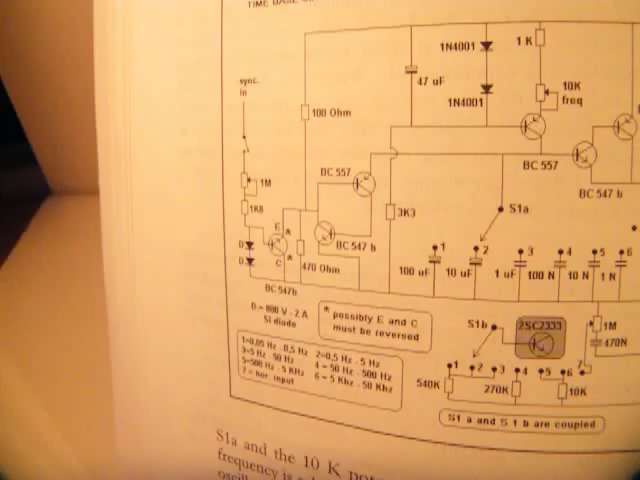 TIME BASE
1N4001
1 K
47 uF
sync.
in
10K
freq
1N4001
100 Ohm
BC 557
BC 557
1M
BC 547 b
1K8
3K3
S1a
E
*
BC 547 b
D
1
2
3
4
5
6
D
C
*
470 Ohm
100 uF
10 uF
1 uF
100 N
10 N
1 N
BC 547b
D = 800 V - 2 A
Si diode
* possibly E and C
must be reversed
S1b
2SC2333
1M
470N
7
1=0,05 Hz - 0,5 Hz 2=0,5 Hz - 5 Hz
3=5 Hz - 50 Hz 4 = 50 Hz - 500 Hz
5=500 Hz - 5 KHz 6 = 5 Khz - 50 Khz
7 = hor. input
1
2
3
4
5
6
540K
270K
10K
S1 a and S 1 b are coupled
S1a and the 10 K
frequency is